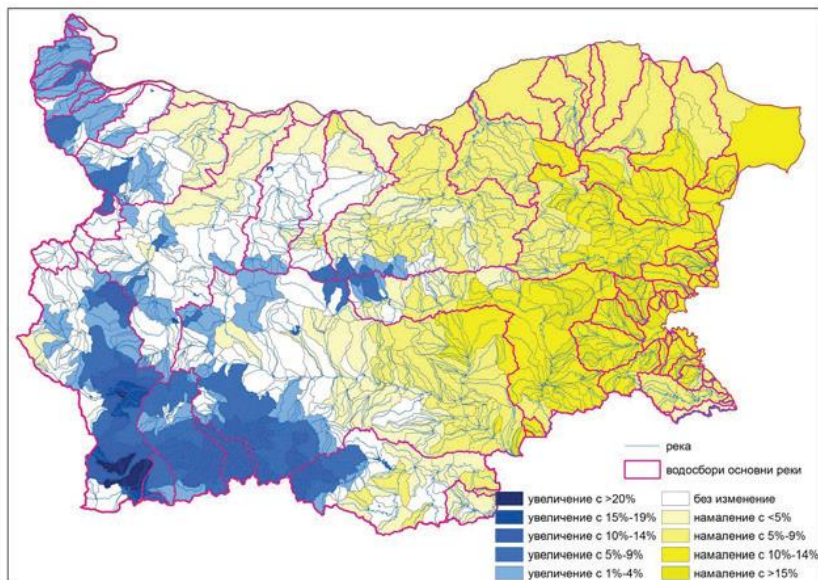 река
водосбори основни реки
увеличение с >20%
увеличение с 15%-19%
увеличение с 10%-14%
увеличение с 5%-9%
увеличение с 1%-4%
без изменение
намаление с <5%
намаление с 5%-9%
намаление с 10%-14%
намаление с >15%